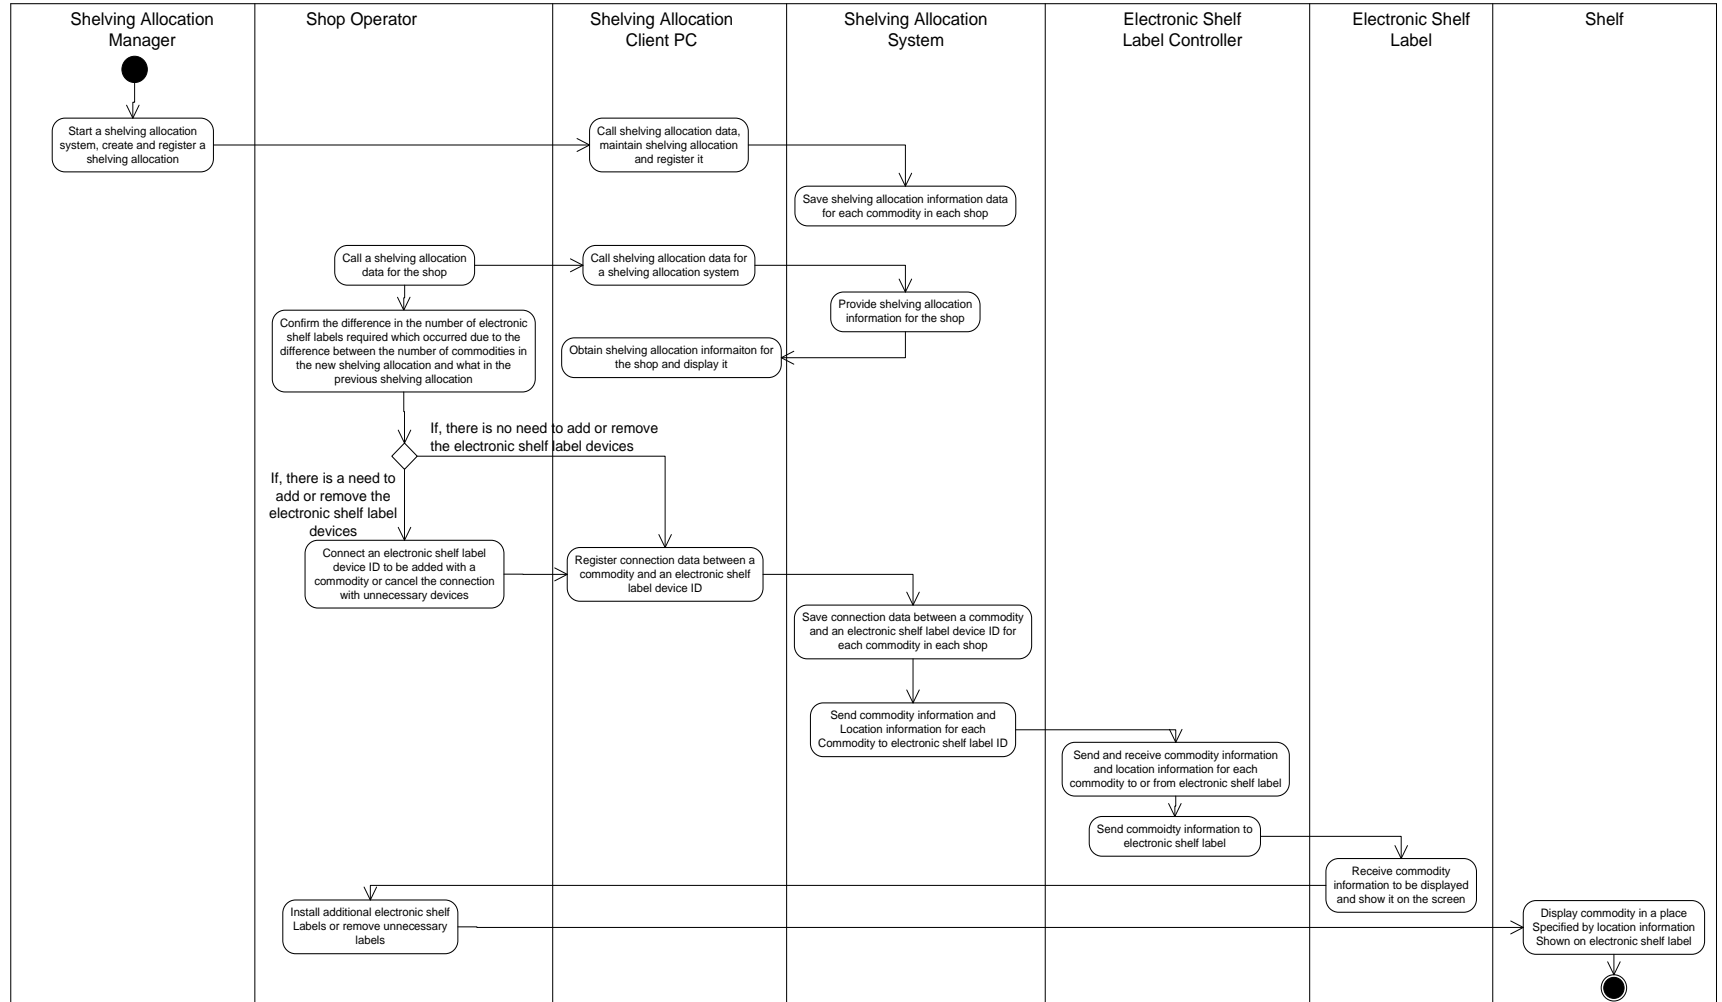 Shelving Allocation
Manager
Shop Operator
Shelving Allocation
Client PC
Shelving Allocation
System
Electronic Shelf
Label Controller
Electronic Shelf
Label
Shelf
Start a shelving allocation
system, create and register a
shelving allocation
Call shelving allocation data,
maintain shelving allocation
and register it
Save shelving allocation information data
for each commodity in each shop
Call a shelving allocation
data for the shop
Call shelving allocation data for
a shelving allocation system
Provide shelving allocation
information for the shop
Confirm the difference in the number of electronic
shelf labels required which occurred due to the
difference between the number of commodities in
the new shelving allocation and what in the
previous shelving allocation
Obtain shelving allocation informaiton for
the shop and display it
If, there is no need to add or remove
the electronic shelf label devices
If, there is a need to
add or remove the
electronic shelf label
devices
Connect an electronic shelf label
device ID to be added with a
commodity or cancel the connection
with unnecessary devices
Register connection data between a
commodity and an electronic shelf
label device ID
Save connection data between a commodity
and an electronic shelf label device ID for
each commodity in each shop
Send commodity information and
Location information for each
Commodity to electronic shelf label ID
Send and receive commodity information
and location information for each
commodity to or from electronic shelf label
Send commoidty information to
electronic shelf label
Receive commodity
information to be displayed
and show it on the screen
Install additional electronic shelf
Labels or remove unnecessary
labels
Display commodity in a place
Specified by location information
Shown on electronic shelf label